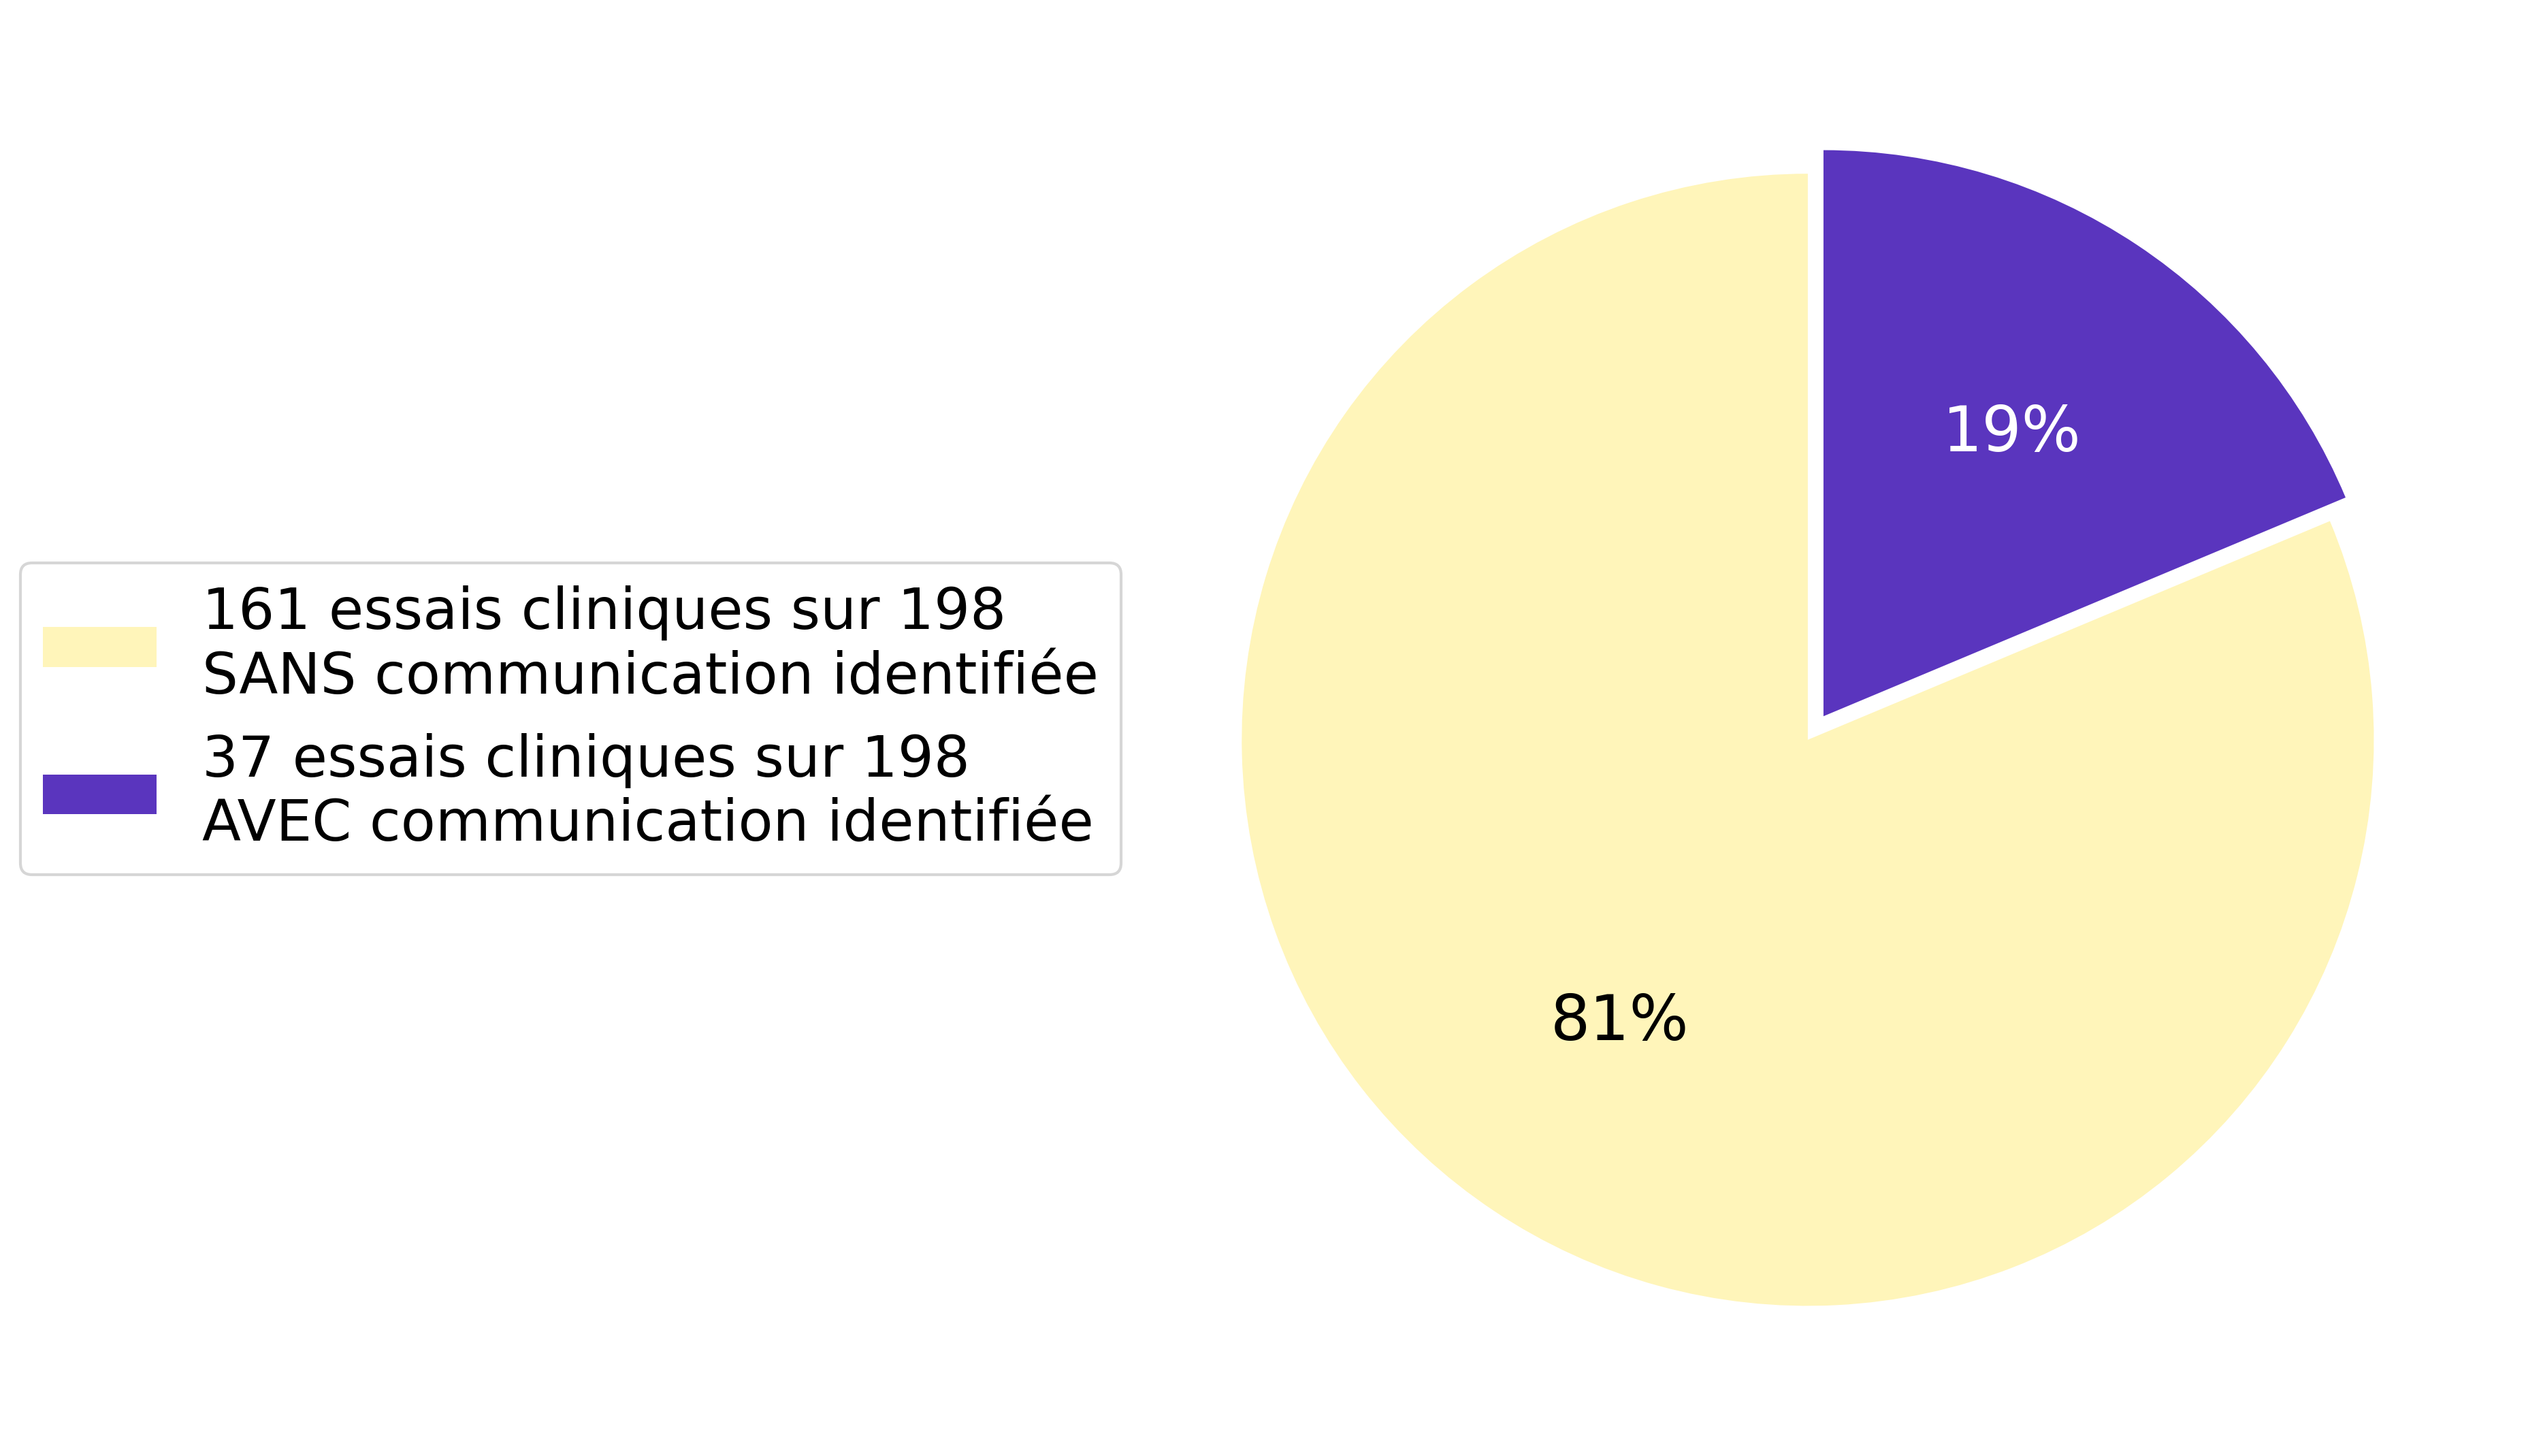 161 essais cliniques sur 198
SANS communication identifiée
37 essais cliniques sur 198
AVEC communication identifiée
19%
81%